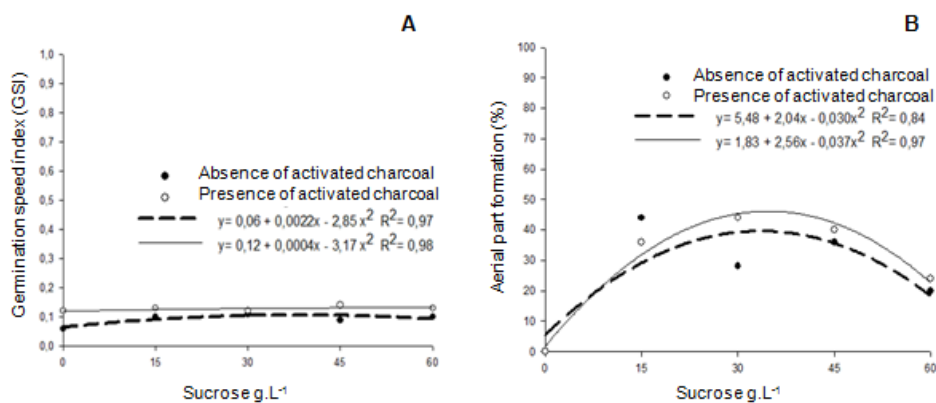 A
Germination speed index (GSI)
1,0
0,9
0,8
0,7
0,6
0,5
0,4
0,3
0,2
0,1
0,0
Absence of activated charcoal
Presence of activated charcoal
y= 0,06 + 0,0022x - 2,85 x² R²= 0,97
y= 0,12 + 0,0004x - 3,17 x² R²= 0,98
0 15 30 45 60
Sucrose g.L⁻¹
B
Aerial part formation (%)
100
90
80
70
60
50
40
30
20
10
0
Absence of activated charcoal
Presence of activated charcoal
y= 5,48 + 2,04x - 0,030x² R²= 0,84
y= 1,83 + 2,56x - 0,037x² R²= 0,97
0 15 30 45 60
Sucrose g.L⁻¹